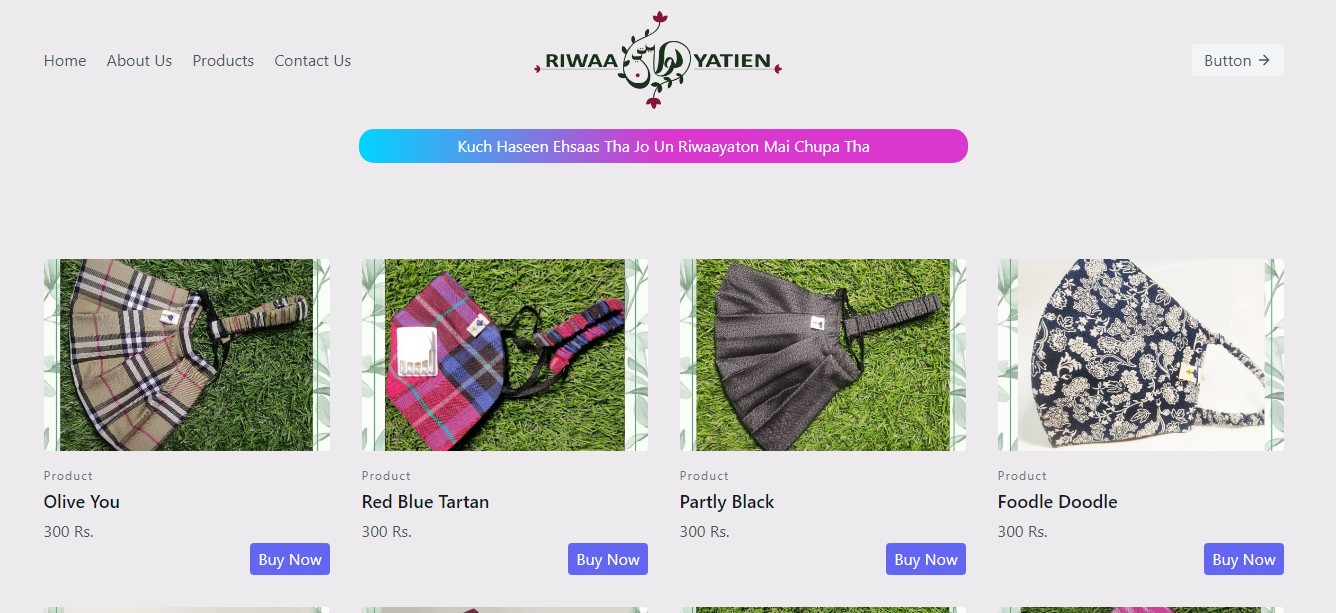 Home About Us Products Contact Us
RIWAA YATIEN
Button →
Kuch Haseen Ehsaas Tha Jo Un Riwaayaton Mai Chupa Tha
Product Product Product Product
Olive You Red Blue Tartan Partly Black Foodle Doodle
300 Rs. 300 Rs. 300 Rs. 300 Rs.
Buy Now Buy Now Buy Now Buy Now